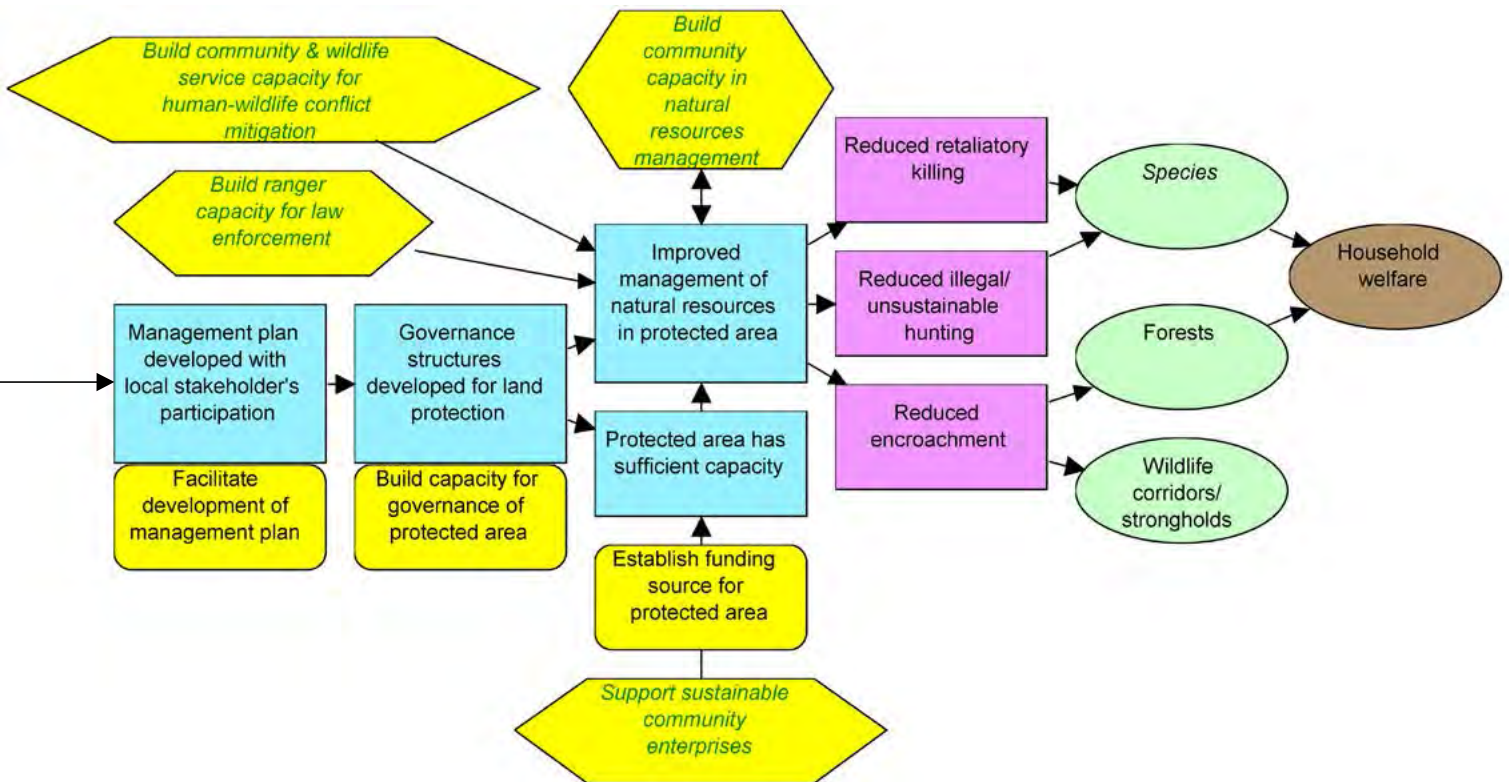 Build community & wildlife
service capacity for
human-wildlife conflict
mitigation
Build
community
capacity in
natural
resources
management
Build ranger
capacity for law
enforcement
Reduced retaliatory
killing
Species
Improved
management of
natural resources
in protected area
Household
welfare
Reduced illegal/
unsustainable
hunting
Management plan
developed with
local stakeholder's
participation
Governance
structures
developed for land
protection
Forests
Reduced
encroachment
Protected area has
sufficient capacity
Wildlife
corridors/
strongholds
Facilitate
development of
management plan
Build capacity for
governance of
protected area
Establish funding
source for
protected area
Support sustainable
community
enterprises